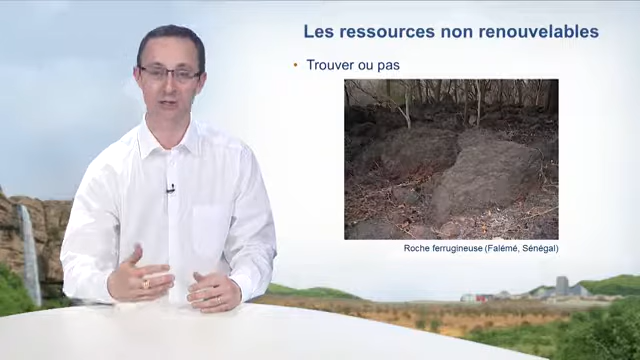 Les ressources non renouvelables
• Trouver ou pas
Roche ferrugineuse (Falémé, Sénégal)